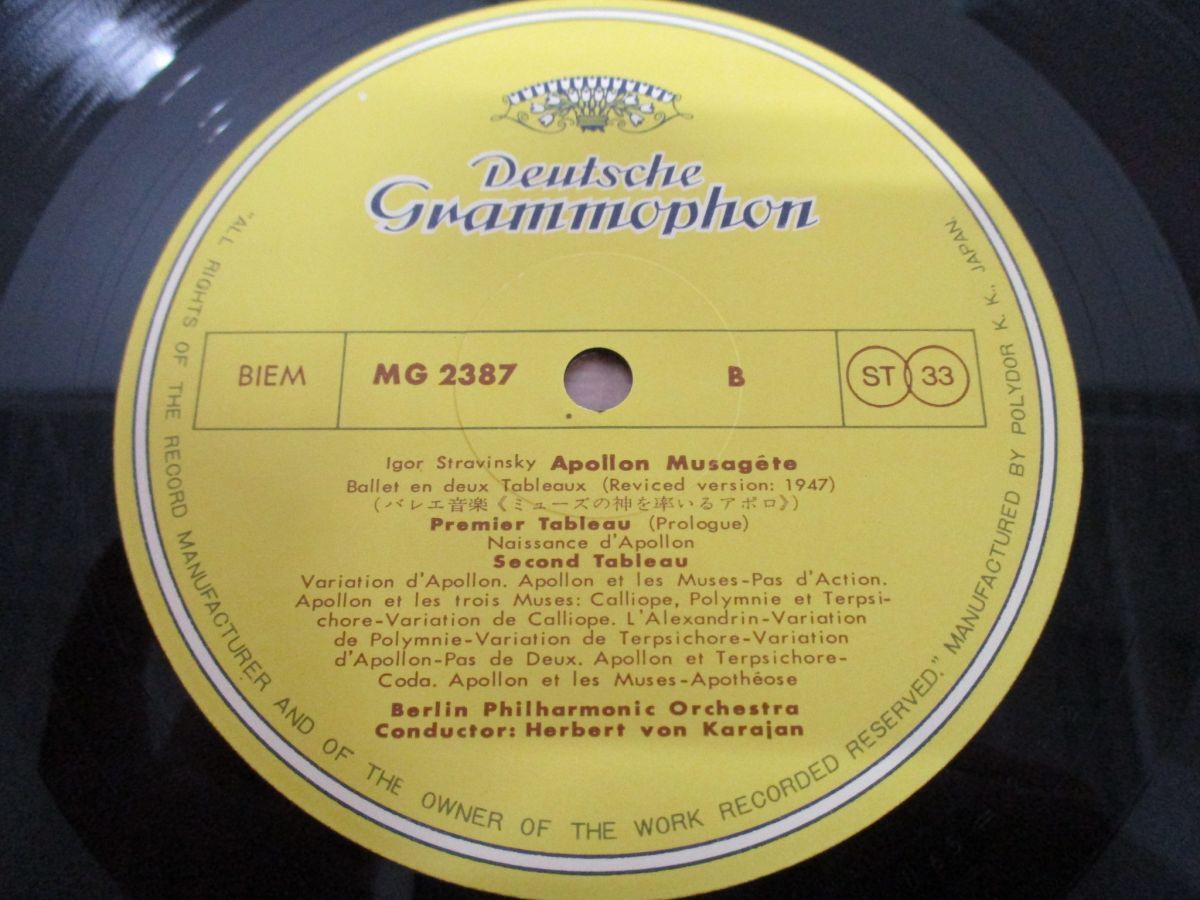 Deutsche
Grammophon
BIEM MG 2387 B ST 33
Igor Stravinsky Apollon Musagéte
Ballet en deux Tableaux (Reviced version: 1947)
(バレエ音楽《ミューズの神を率いるアポロ》)
Premier Tableau (Prologue)
Naissance d'Apollon
Second Tableau
Variation d'Apollon. Apollon et les Muses-Pas d'Action.
Apollon et les trois Muses: Calliope, Polymnie et Terpsi-
chore-Variation de Calliope. L'Alexandrin-Variation
de Polymnie-Variation de Terpsichore-Variation
d'Apollon-Pas de Deux. Apollon et Terpsichore-
Coda. Apollon et les Muses-Apothéose
Berlin Philharmonic Orchestra
Conductor: Herbert von Karajan
"ALL RIGHTS OF THE RECORD MANUFACTURER AND OF THE OWNER OF THE WORK RECORDED RESERVED." MANUFACTURED BY POLYDOR K. K., JAPAN.